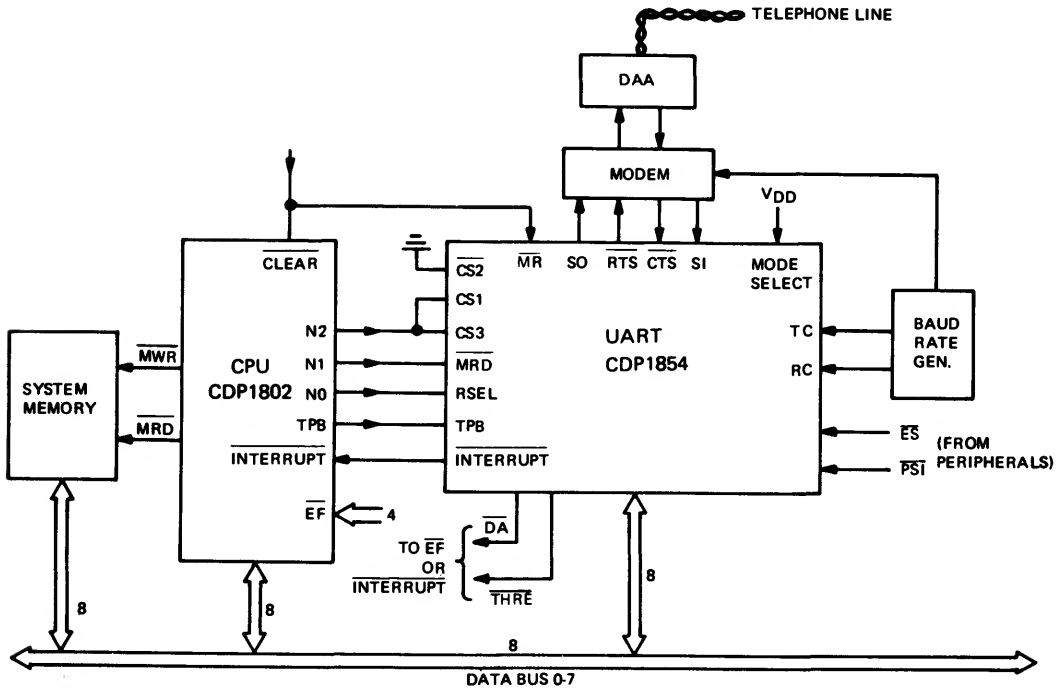 TELEPHONE LINE
DAA
MODEM
VDD
CLEAR
MR
SO
RTS
CTS
SI
MODE
SELECT
CS2
CS1
CS3
MRD
RSEL
TPB
INTERRUPT
UART
CDP1854
TC
RC
BAUD
RATE
GEN.
N2
N1
N0
TPB
INTERRUPT
EF
4
CPU
CDP1802
MWR
MRD
SYSTEM
MEMORY
ES
PSI
(FROM
PERIPHERALS)
DA
TO EF
OR
INTERRUPT
THRE
8
8
8
8
DATA BUS 0-7